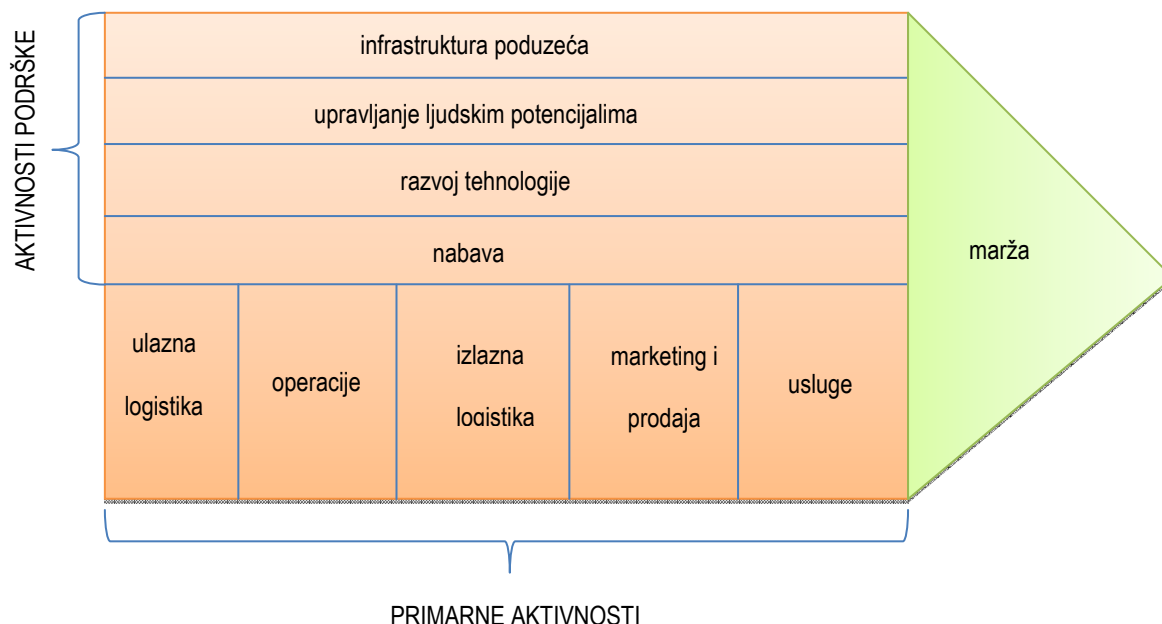 AKTIVNOSTI PODRŠKE
infrastruktura poduzeća
upravljanje ljudskim potencijalima
razvoj tehnologije
nabava
marža
ulazna
logistika
operacije
izlazna
logistika
marketing i
prodaja
usluge
PRIMARNE AKTIVNOSTI